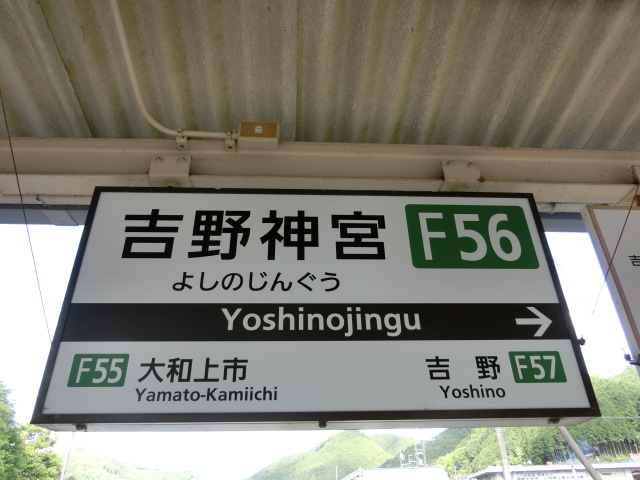 吉野神宮 F56
よしのじんぐう
Yoshinojingu
F55 大和上市 吉野 F57
Yamato-Kamiichi Yoshino
吉